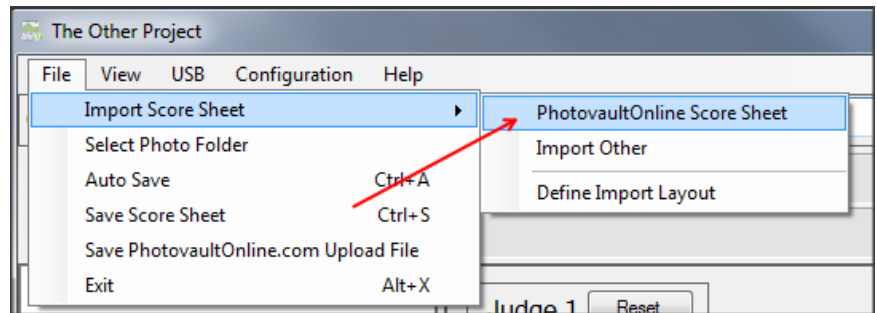 The Other Project
File View USB Configuration Help
Import Score Sheet
Select Photo Folder
Auto Save Ctrl+A
Save Score Sheet Ctrl+S
Save PhotovaultOnline.com Upload File
Exit Alt+X
PhotovaultOnline Score Sheet
Import Other
Define Import Layout
Judge 1 Reset